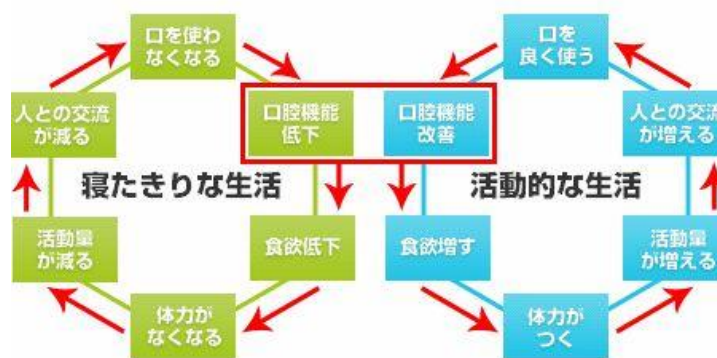 口を使わ
なくなる
口腔機能
低下
食欲低下
体力が
なくなる
活動量
が減る
人との交流
が減る
寝たきりな生活
口を
良く使う
口腔機能
改善
食欲増す
体力が
つく
活動量
が増える
人との交流
が増える
活動的な生活